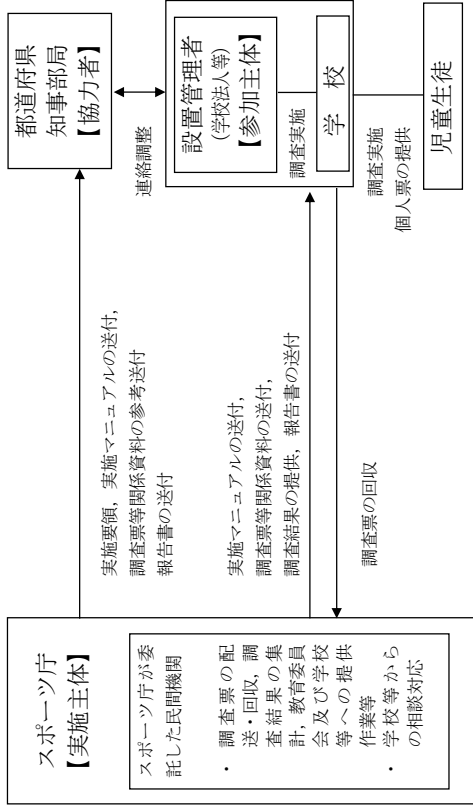 スポーツ庁
【実施主体】
スポーツ庁が委
託した民間機関
・ 調査票の配
送・回収，調
査結果の集
計，教育委員
会及び学校
等への提供
作業等
・ 学校等から
の相談対応
実施要領，実施マニュアルの送付，
調査票等関係資料の参考送付
報告書の送付
実施マニュアルの送付，
調査票等関係資料の送付，
調査結果の提供，報告書の送付
調査票の回収
都道府県
知事部局
【協力者】
連絡調整
設置管理者
（学校法人等）
【参加主体】
調査実施
学 校
調査実施
個人票の提供
児童生徒